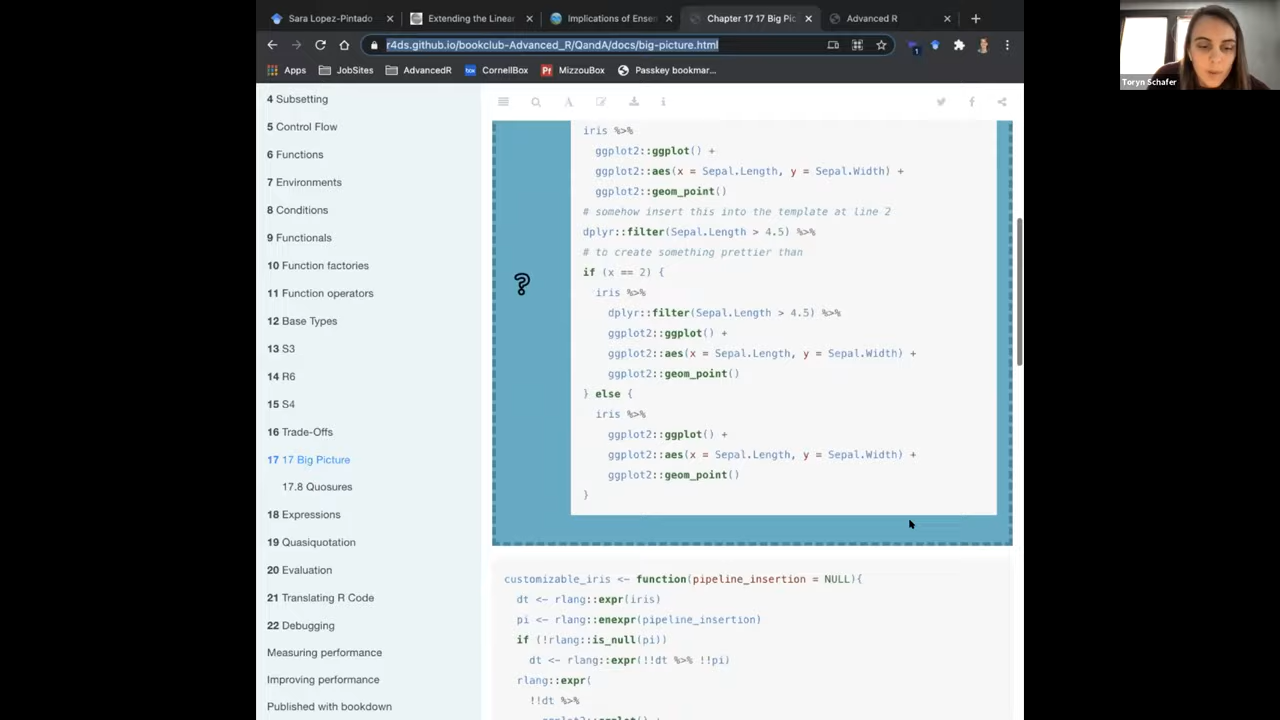 Sara Lopez-Pintado
Extending the Linear
Implications of Ensem
Chapter 17 17 Big Pic
Advanced R
r4ds.github.io/bookclub-Advanced_R/QandA/docs/big-picture.html
1
Apps
JobSites
AdvancedR
box
CornellBox
Pf
MizzouBox
Passkey bookmar...
Toryn Schafer
4 Subsetting
5 Control Flow
6 Functions
7 Environments
8 Conditions
9 Functionals
10 Function factories
11 Function operators
12 Base Types
13 S3
14 R6
15 S4
16 Trade-Offs
17 17 Big Picture
17.8 Quosures
18 Expressions
19 Quasiquotation
20 Evaluation
21 Translating R Code
22 Debugging
Measuring performance
Improving performance
Published with bookdown
A
i
?
iris %>%
ggplot2::ggplot() +
ggplot2::aes(x = Sepal.Length, y = Sepal.Width) +
ggplot2::geom_point()
# somehow insert this into the template at line 2
dplyr::filter(Sepal.Length > 4.5) %>%
# to create something prettier than
if (x == 2) {
iris %>%
dplyr::filter(Sepal.Length > 4.5) %>%
ggplot2::ggplot() +
ggplot2::aes(x = Sepal.Length, y = Sepal.Width) +
ggplot2::geom_point()
} else {
iris %>%
ggplot2::ggplot() +
ggplot2::aes(x = Sepal.Length, y = Sepal.Width) +
ggplot2::geom_point()
}
customizable_iris <- function(pipeline_insertion = NULL){
dt <- rlang::expr(iris)
pi <- rlang::enexpr(pipeline_insertion)
if (!rlang::is_null(pi))
dt <- rlang::expr(!!dt %>% !!pi)
rlang::expr(
!!dt %>%
ggplot2::ggplot() +